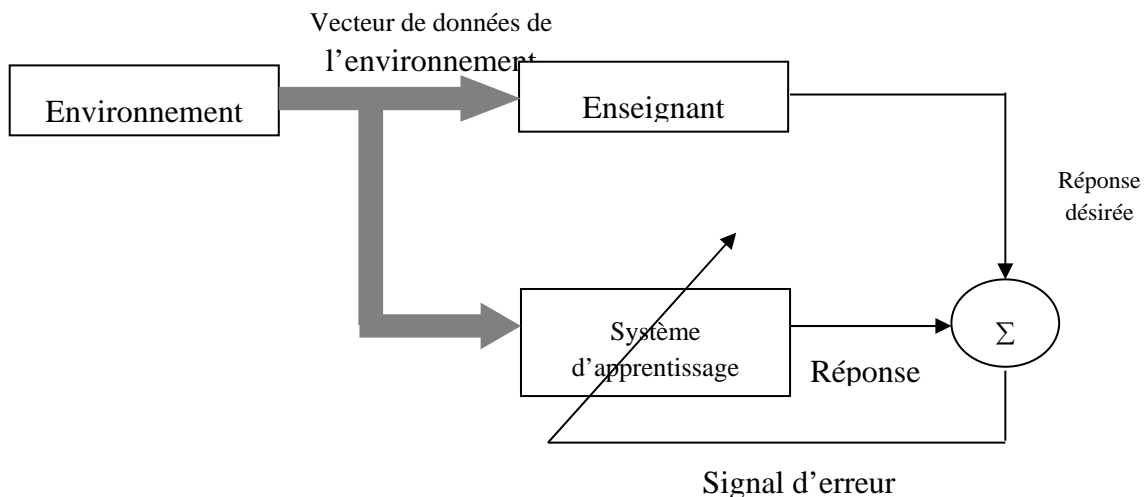 Vecteur de données de
l’environnement
Environnement
Enseignant
Réponse
désirée
Système
d’apprentissage
Réponse
Σ
Signal d’erreur